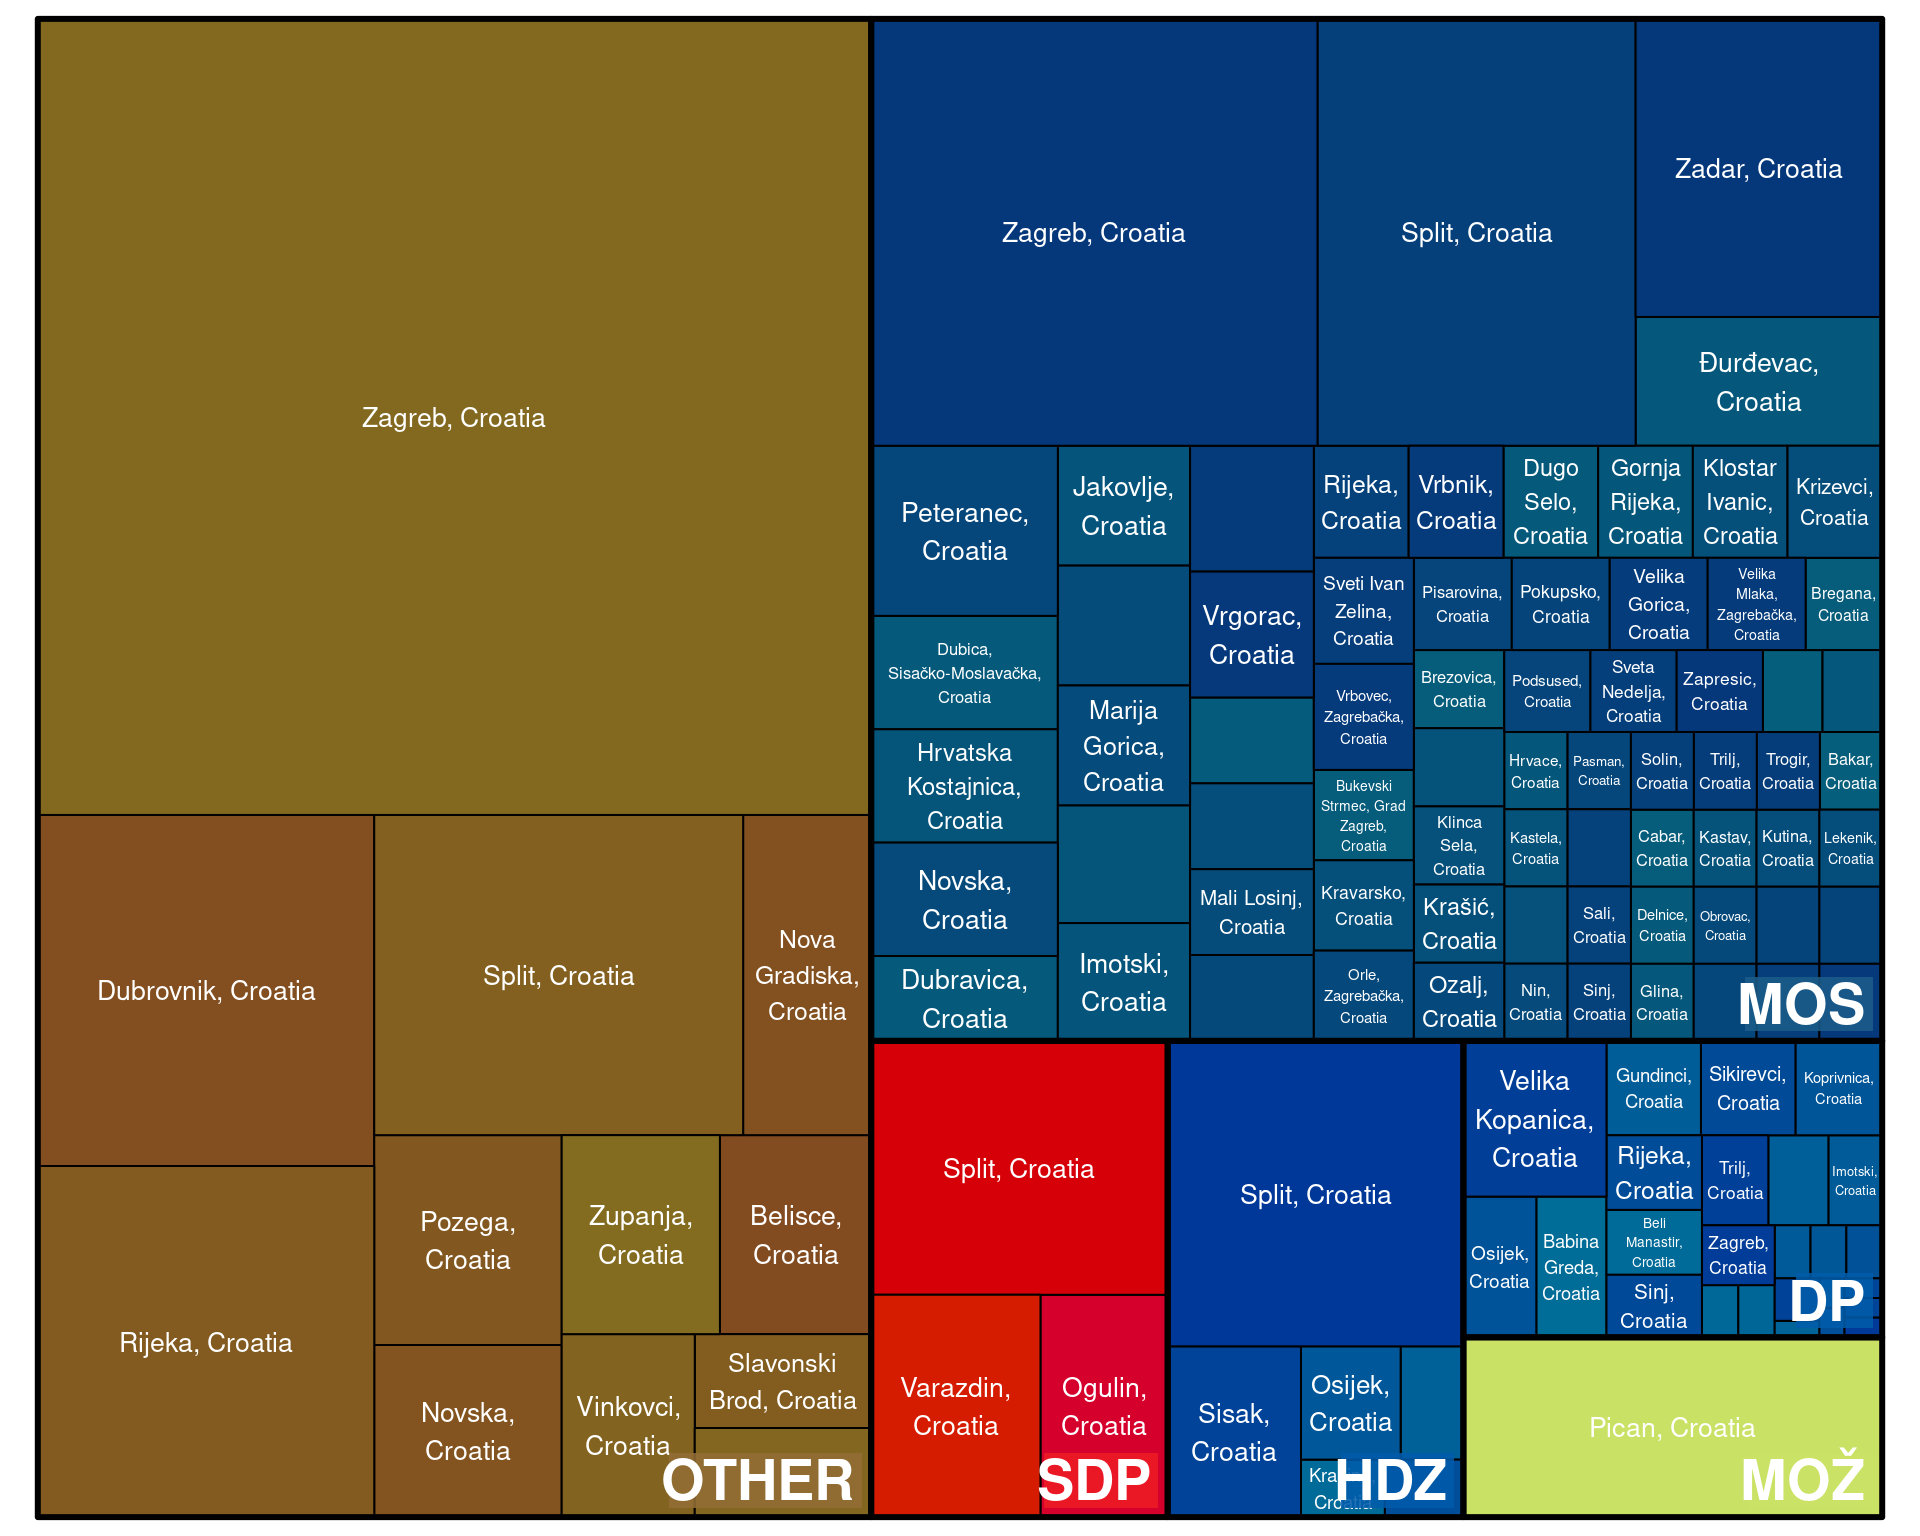 Zagreb, Croatia
Dubrovnik, Croatia
Split, Croatia
Nova
Gradiska,
Croatia
Rijeka, Croatia
Pozega,
Croatia
Zupanja,
Croatia
Belisce,
Croatia
Novska,
Croatia
Vinkovci,
Croatia
Slavonski
Brod, Croatia
OTHER
Zagreb, Croatia
Split, Croatia
Zadar, Croatia
Đurđevac,
Croatia
Peteranec,
Croatia
Dubica,
Sisačko-Moslavačka,
Croatia
Hrvatska
Kostajnica,
Croatia
Novska,
Croatia
Dubravica,
Croatia
Jakovlje,
Croatia
Marija
Gorica,
Croatia
Imotski,
Croatia
Vrgorac,
Croatia
Mali Losinj,
Croatia
Rijeka,
Croatia
Vrbnik,
Croatia
Dugo
Selo,
Croatia
Gornja
Rijeka,
Croatia
Klostar
Ivanic,
Croatia
Krizevci,
Croatia
Sveti Ivan
Zelina,
Croatia
Vrbovec,
Zagrebačka,
Croatia
Bukevski
Strmec, Grad
Zagreb,
Croatia
Kravarsko,
Croatia
Orle,
Zagrebačka,
Croatia
Pisarovina,
Croatia
Pokupsko,
Croatia
Velika
Gorica,
Croatia
Velika
Mlaka,
Zagrebačka,
Croatia
Bregana,
Croatia
Brezovica,
Croatia
Klinca
Sela,
Croatia
Krašić,
Croatia
Ozalj,
Croatia
Podsused,
Croatia
Sveta
Nedelja,
Croatia
Zapresic,
Croatia
Hrvace,
Croatia
Pasman,
Croatia
Solin,
Croatia
Trilj,
Croatia
Trogir,
Croatia
Bakar,
Croatia
Kastela,
Croatia
Cabar,
Croatia
Kastav,
Croatia
Kutina,
Croatia
Lekenik,
Croatia
Sali,
Croatia
Delnice,
Croatia
Obrovac,
Croatia
Nin,
Croatia
Sinj,
Croatia
Glina,
Croatia
MOS
Split, Croatia
Varazdin,
Croatia
Ogulin,
Croatia
SDP
Split, Croatia
Sisak,
Croatia
Osijek,
Croatia
Croatia
HDZ
Velika
Kopanica,
Croatia
Osijek,
Croatia
Babina
Greda,
Croatia
Gundinci,
Croatia
Sikirevci,
Croatia
Koprivnica,
Croatia
Rijeka,
Croatia
Beli
Manastir,
Croatia
Sinj,
Croatia
Trilj,
Croatia
Imotski,
Croatia
Zagreb,
Croatia
DP
Pican, Croatia
MOŽ